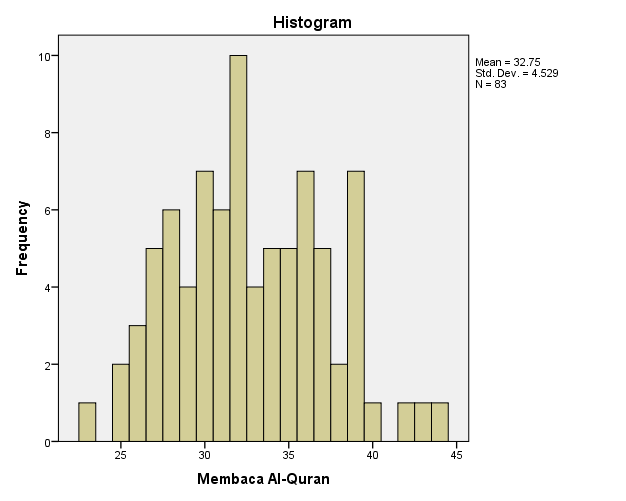 Histogram
Mean = 32.75
Std. Dev. = 4.529
N = 83
10
8
6
4
2
0
Frequency
25 30 35 40 45
Membaca Al-Quran